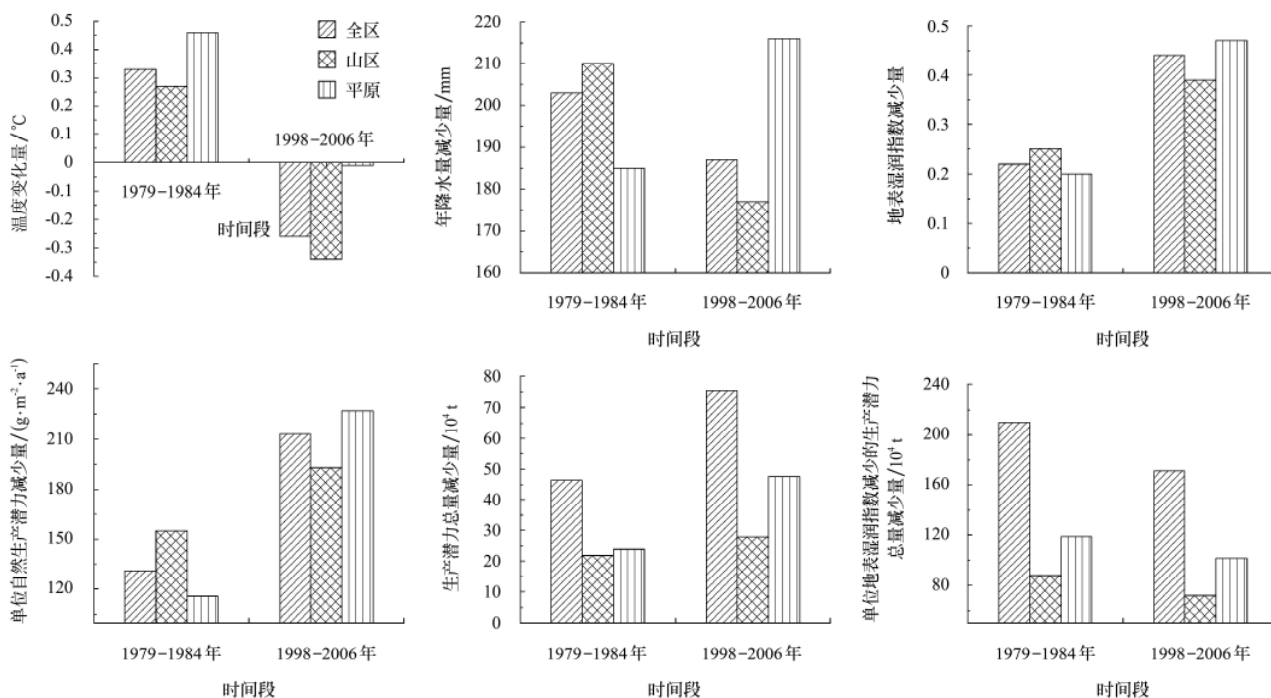 温度变化量/℃
0.5
0.4
0.3
0.2
0.1
0
-0.1
-0.2
-0.3
-0.4
全区
山区
平原
1998-2006年
1979-1984年
时间段
年降水量减少量/mm
220
210
200
190
180
170
160
1979-1984年
1998-2006年
时间段
地表湿润指数减少量
0.5
0.4
0.3
0.2
0.1
0
1979-1984年
1998-2006年
时间段
单位自然生产潜力减少量/(g·m⁻²·a⁻¹)
240
210
180
150
120
1979-1984年
1998-2006年
时间段
生产潜力总量减少量/10⁴ t
80
70
60
50
40
30
20
10
0
1979-1984年
1998-2006年
时间段
单位地表湿润指数减少的生产潜力
总量减少量/10⁴ t
240
200
160
120
80
1979-1984年
1998-2006年
时间段